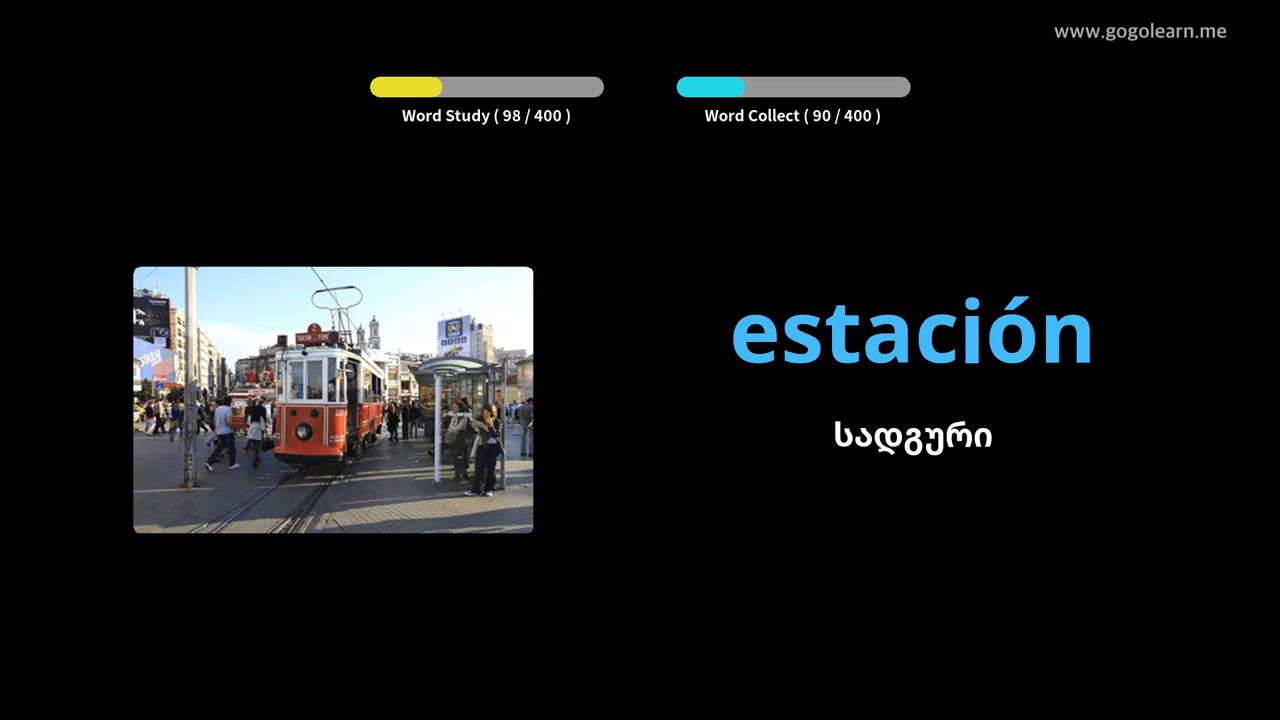 www.gogolearn.me
Word Study ( 98 / 400 )
Word Collect ( 90 / 400 )
estación
სადგური